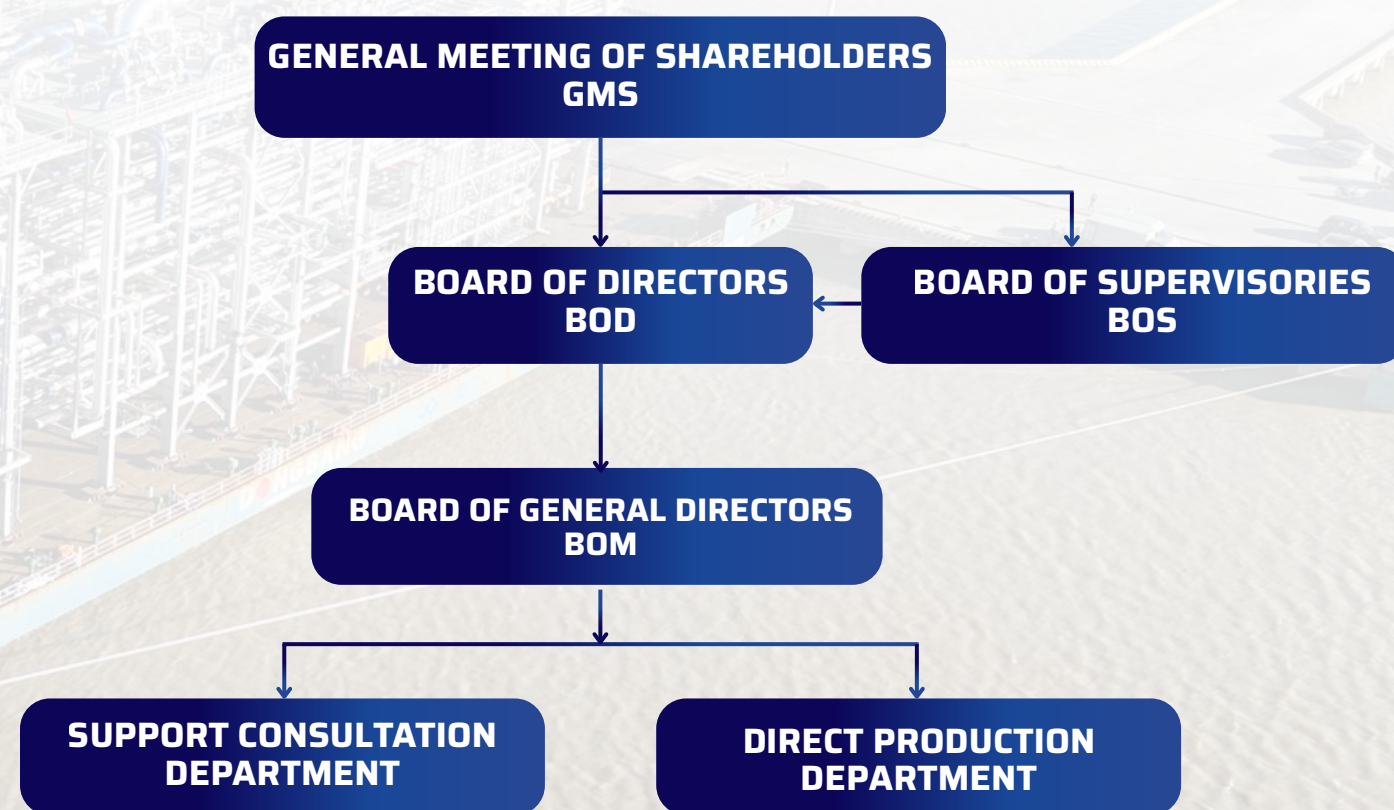 GENERAL MEETING OF SHAREHOLDERS
GMS
BOARD OF DIRECTORS
BOD
BOARD OF SUPERVISORIES
BOS
BOARD OF GENERAL DIRECTORS
BOM
SUPPORT CONSULTATION
DEPARTMENT
DIRECT PRODUCTION
DEPARTMENT